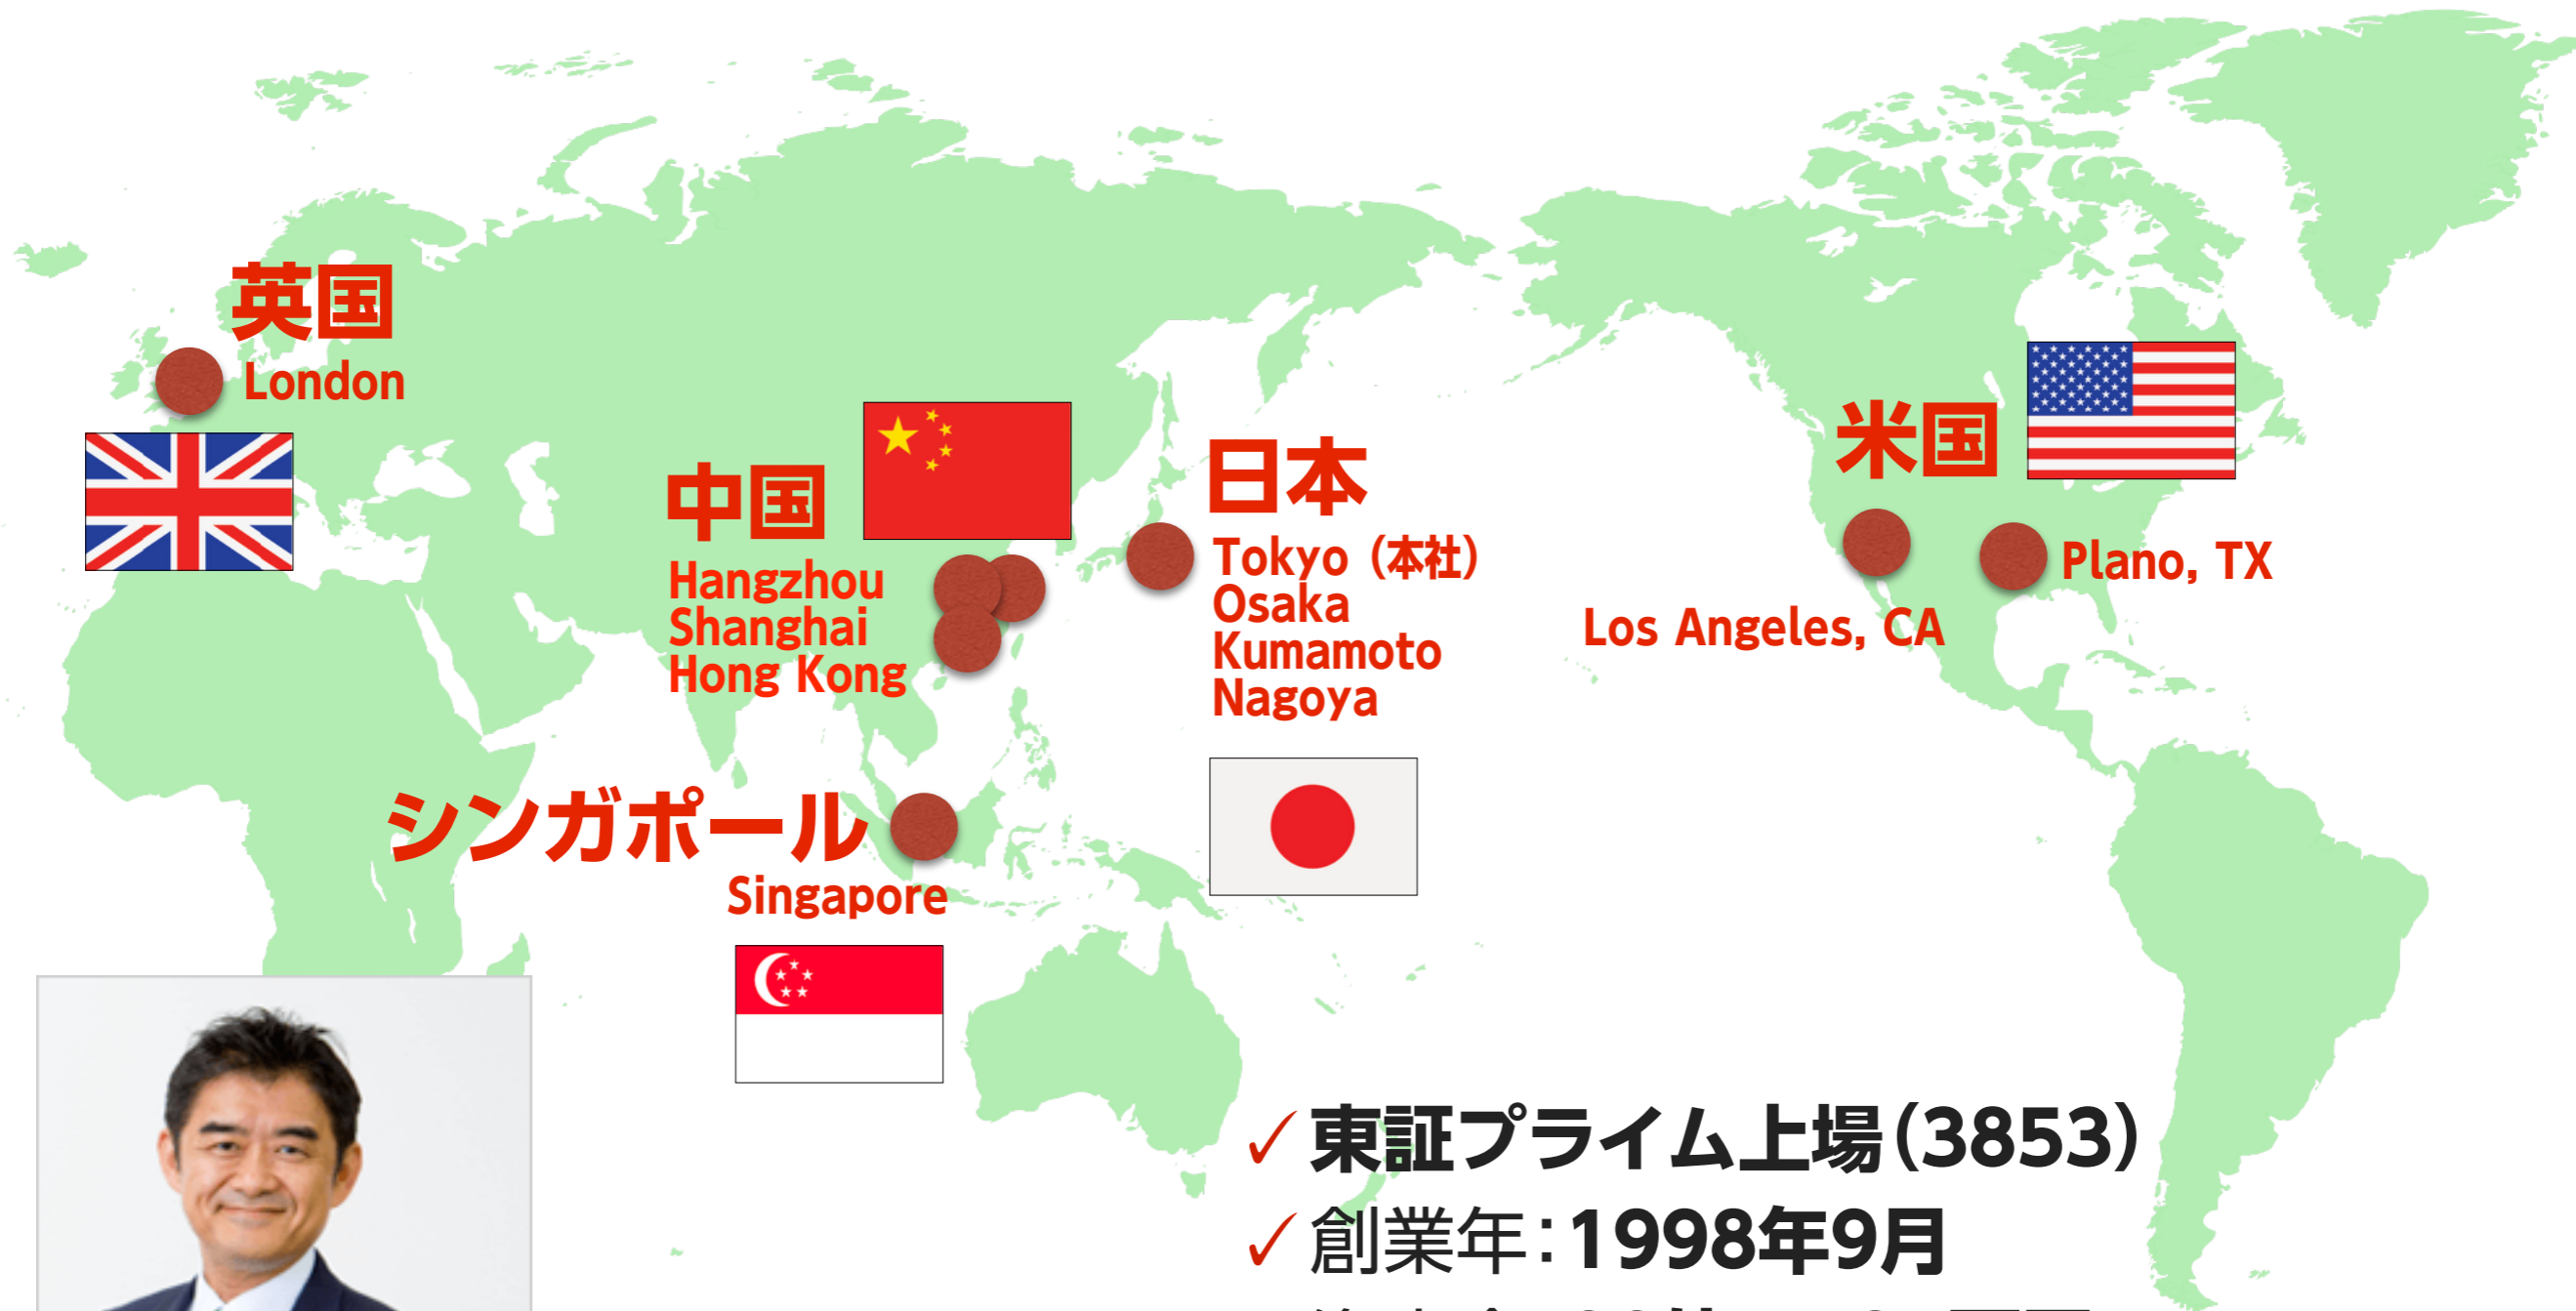 英国
London
中国
Hangzhou
Shanghai
Hong Kong
日本
Tokyo（本社）
Osaka
Kumamoto
Nagoya
米国
Plano, TX
Los Angeles, CA
シンガポール
Singapore
✓東証プライム上場（3853）
✓創業年：1998年9月